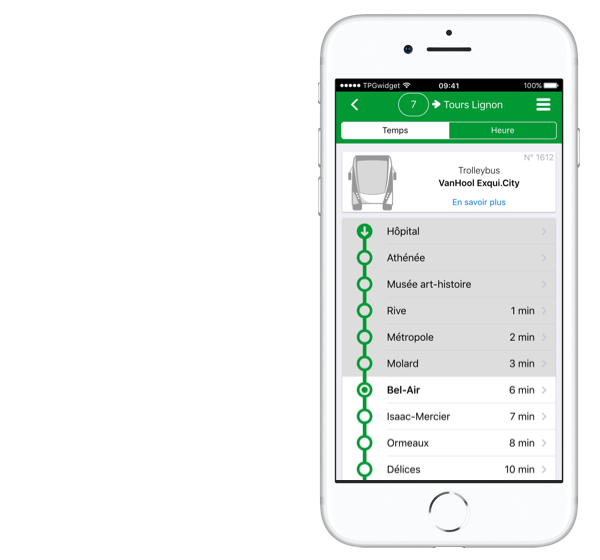 TPGwidget 09:41 100%
7 Tours Lignon
Temps Heure
N° 1612
Trolleybus
VanHool Exqui.City
En savoir plus
Hôpital
Athénée
Musée art-histoire
Rive 1 min
Métropole 2 min
Molard 3 min
Bel-Air 6 min
Isaac-Mercier 7 min
Ormeaux 8 min
Délices 10 min